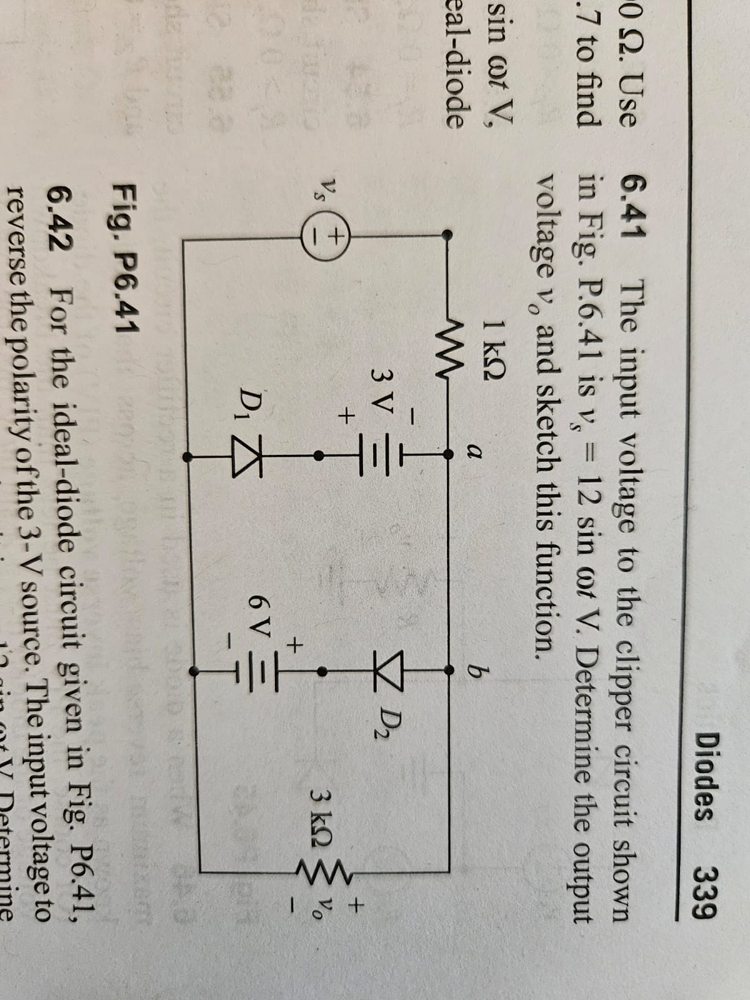 Diodes 339
0 Ω. Use
.7 to find
sin ωt V,
eal-diode
6.41 The input voltage to the clipper circuit shown
in Fig. P.6.41 is vₛ = 12 sin ωt V. Determine the output
voltage vₒ and sketch this function.
1 kΩ
a
b
3 V
−
+
D₂
vₛ
+
−
D₁
6 V
+
−
3 kΩ
+
vₒ
−
Fig. P6.41
6.42 For the ideal-diode circuit given in Fig. P6.41,
reverse the polarity of the 3-V source. The input voltage to